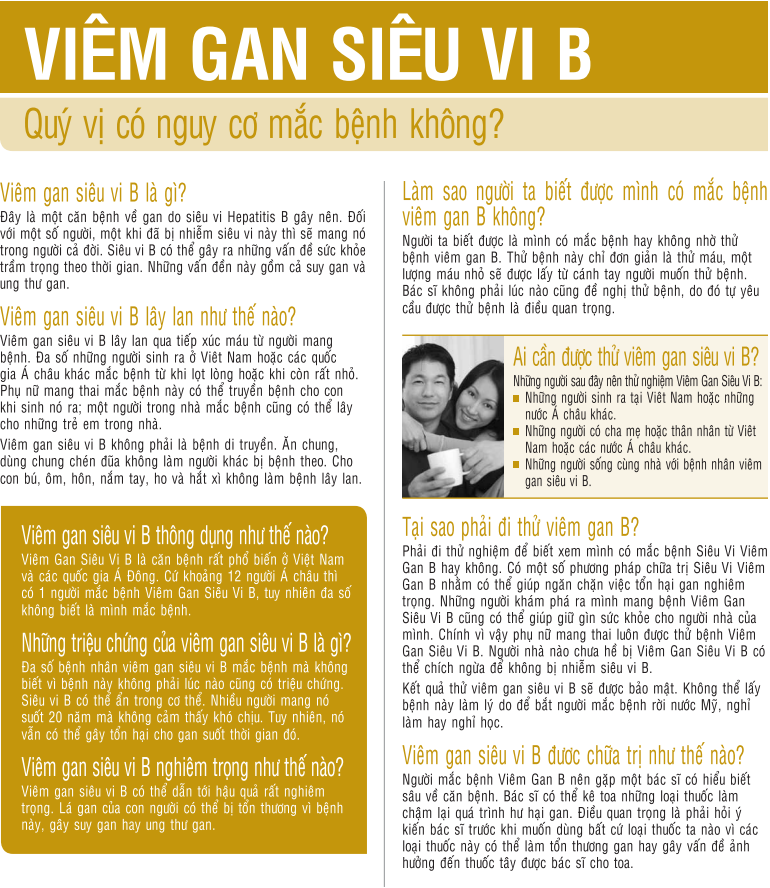 VIÊM GAN SIÊU VI B
Quý vị có nguy cơ mắc bệnh không?
Viêm gan siêu vi B là gì?
Đây là một căn bệnh về gan do siêu vi Hepatitis B gây nên. Đối
với một số người, một khi đã bị nhiễm siêu vi này thì sẽ mang nó
trong người cả đời. Siêu vi B có thể gây ra những vấn đề sức khỏe
trầm trọng theo thời gian. Những vấn đền này gồm cả suy gan và
ung thư gan.
Viêm gan siêu vi B lây lan như thế nào?
Viêm gan siêu vi B lây lan qua tiếp xúc máu từ người mang
bệnh. Đa số những người sinh ra ở Việt Nam hoặc các quốc
gia Á châu khác mắc bệnh từ khi lọt lòng hoặc khi còn rất nhỏ.
Phụ nữ mang thai mắc bệnh này có thể truyền bệnh cho con
khi sinh nó ra; một người trong nhà mắc bệnh cũng có thể lây
cho những trẻ em trong nhà.
Viêm gan siêu vi B không phải là bệnh di truyền. Ăn chung,
dùng chung chén đũa không làm người khác bị bệnh theo. Cho
con bú, ôm, hôn, nắm tay, ho và hắt xì không làm bệnh lây lan.
Viêm gan siêu vi B thông dụng như thế nào?
Viêm Gan Siêu Vi B là căn bệnh rất phổ biến ở Việt Nam
và các quốc gia Á Đông. Cứ khoảng 12 người Á châu thì
có 1 người mắc bệnh Viêm Gan Siêu Vi B, tuy nhiên đa số
không biết là mình mắc bệnh.
Những triệu chứng của viêm gan siêu vi B là gì?
Đa số bệnh nhân viêm gan siêu vi B mắc bệnh mà không
biết vì bệnh này không phải lúc nào cũng có triệu chứng.
Siêu vi B có thể ẩn trong cơ thể. Nhiều người mang nó
suốt 20 năm mà không cảm thấy khó chịu. Tuy nhiên, nó
vẫn có thể gây tổn hại cho gan suốt thời gian đó.
Viêm gan siêu vi B nghiêm trọng như thế nào?
Viêm gan siêu vi B có thể dẫn tới hậu quả rất nghiêm
trọng. Lá gan của con người có thể bị tổn thương vì bệnh
này, gây suy gan hay ung thư gan.
Làm sao người ta biết được mình có mắc bệnh
viêm gan B không?
Người ta biết được là mình có mắc bệnh hay không nhờ thử
bệnh viêm gan B. Thử bệnh này chỉ đơn giản là thử máu, một
lượng máu nhỏ sẽ được lấy từ cánh tay người muốn thử bệnh.
Bác sĩ không phải lúc nào cũng đề nghị thử bệnh, do đó tự yêu
cầu được thử bệnh là điều quan trọng.
Ai cần được thử viêm gan siêu vi B?
Những người sau đây nên thử nghiệm Viêm Gan Siêu Vi B:
Những người sinh ra tại Việt Nam hoặc những
nước Á châu khác.
Những người có cha mẹ hoặc thân nhân từ Việt
Nam hoặc các nước Á châu khác.
Những người sống cùng nhà với bệnh nhân viêm
gan siêu vi B.
Tại sao phải đi thử viêm gan B?
Phải đi thử nghiệm để biết xem mình có mắc bệnh Siêu Vi Viêm
Gan B hay không. Có một số phương pháp chữa trị Siêu Vi Viêm
Gan B nhằm có thể giúp ngăn chặn việc tổn hại gan nghiêm
trọng. Những người khám phá ra mình mang bệnh Viêm Gan
Siêu Vi B cũng có thể giúp giữ gìn sức khỏe cho người nhà của
mình. Chính vì vậy phụ nữ mang thai luôn được thử bệnh Viêm
Gan Siêu Vi B. Người nhà nào chưa hề bị Viêm Gan Siêu Vi B có
thể chích ngừa để không bị nhiễm siêu vi B.
Kết quả thử viêm gan siêu vi B sẽ được bảo mật. Không thể lấy
bệnh này làm lý do để bắt người mắc bệnh rời nước Mỹ, nghỉ
làm hay nghỉ học.
Viêm gan siêu vi B đươc chữa trị như thế nào?
Người mắc bệnh Viêm Gan B nên gặp một bác sĩ có hiểu biết
sâu về căn bệnh. Bác sĩ có thể kê toa những loại thuốc làm
chậm lại quá trình hư hại gan. Điều quan trọng là phải hỏi ý
kiến bác sĩ trước khi muốn dùng bất cứ loại thuốc ta nào vì các
loại thuốc này có thể làm tổn thương gan hay gây vấn đề ảnh
hưởng đến thuốc tây được bác sĩ cho toa.